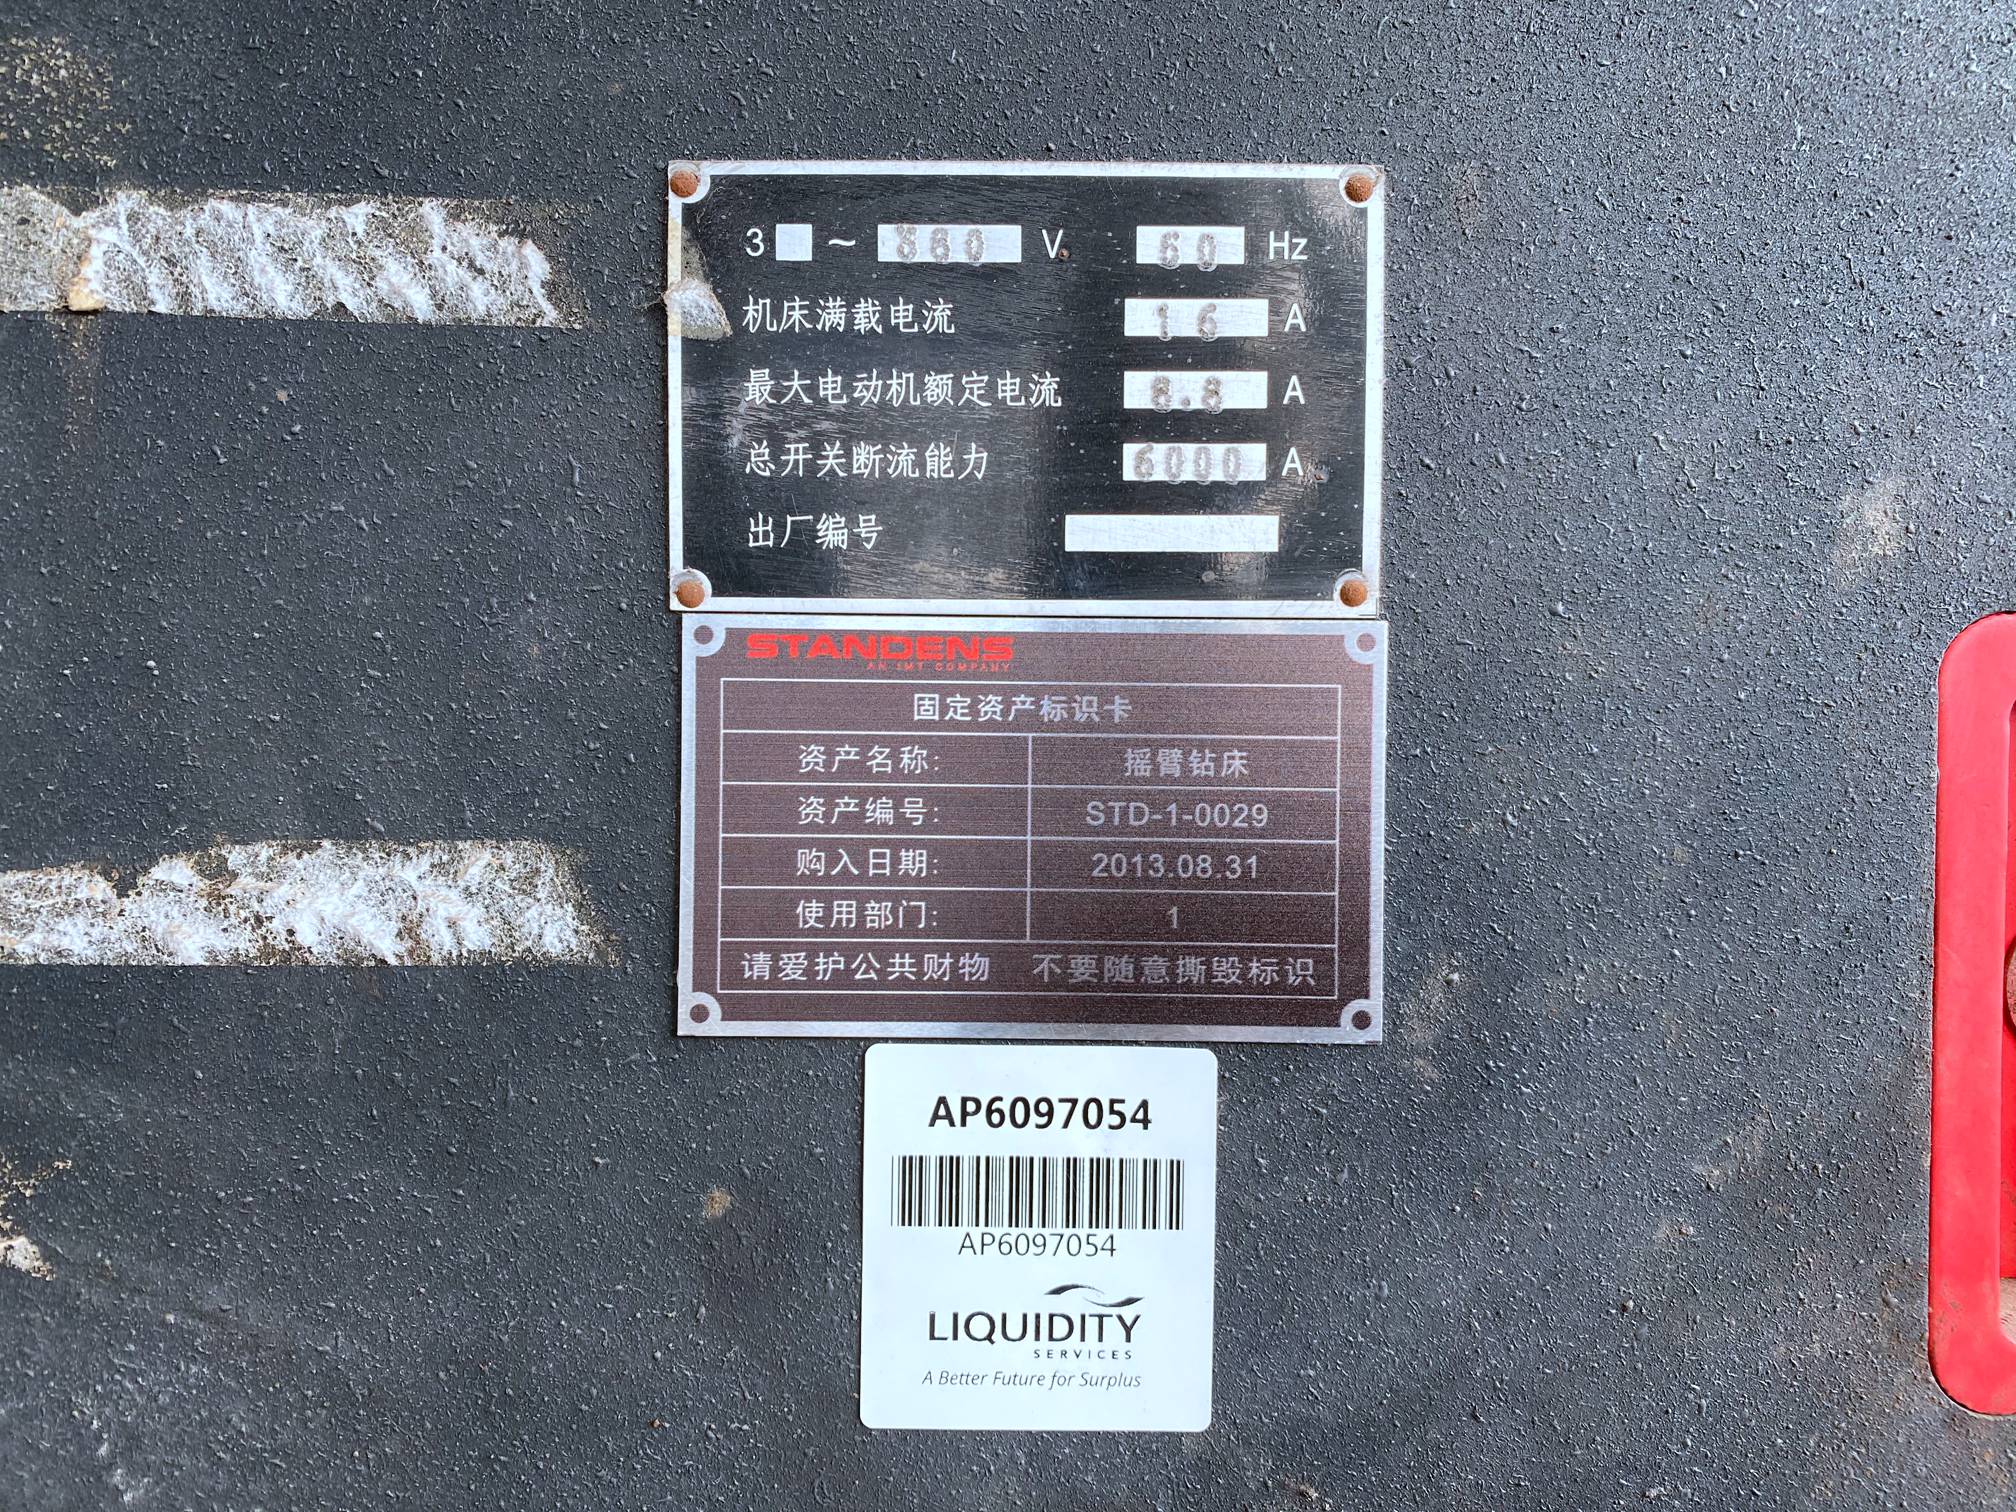 3 ~ V Hz
机床满载电流 16 A
最大电动机额定电流 8.8 A
总开关断流能力 6000 A
出厂编号
STANDENS
AN IMT COMPANY
固定资产标识卡
资产名称: 摇臂钻床
资产编号: STD-1-0029
购入日期: 2013.08.31
使用部门: 1
请爱护公共财物 不要随意撕毁标识
AP6097054
AP6097054
LIQUIDITY
SERVICES
A Better Future for Surplus